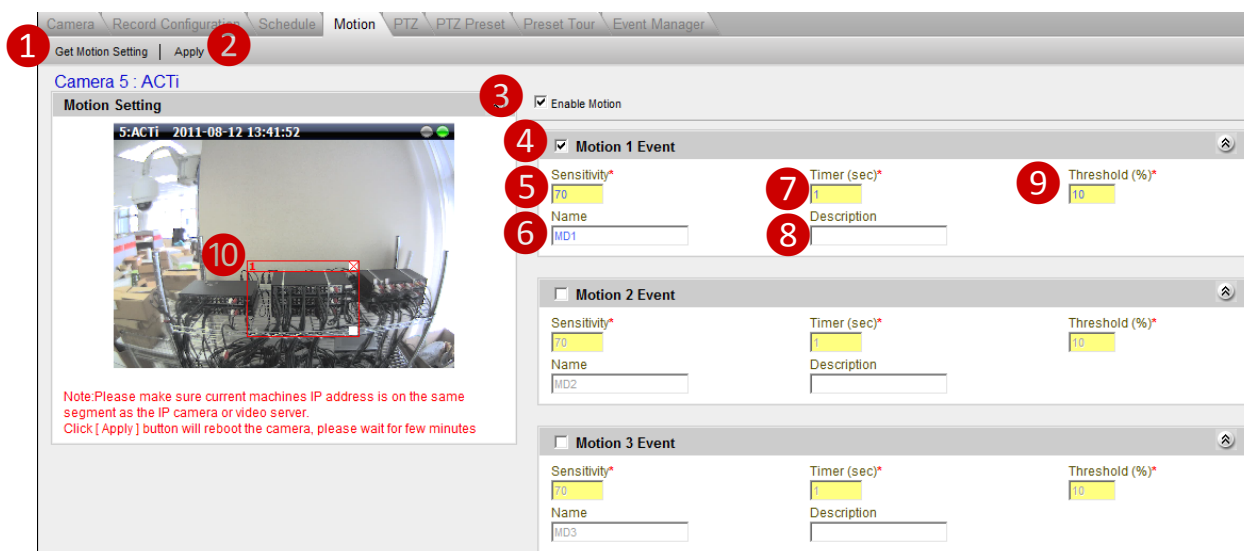 Camera Record Configuration Schedule Motion PTZ PTZ Preset Preset Tour Event Manager
1 Get Motion Setting | Apply 2
Camera 5 : ACTi
Motion Setting
3 Enable Motion
5:ACTi 2011-08-12 13:41:52
4 Motion 1 Event
Sensitivity* Timer (sec)* Threshold (%)*
5 70 7 1 9 10
Name Description
6 MD1 8
10
1
Motion 2 Event
Sensitivity* Timer (sec)* Threshold (%)*
70 1 10
Name Description
MD2
Note:Please make sure current machines IP address is on the same
segment as the IP camera or video server.
Click [ Apply ] button will reboot the camera, please wait for few minutes
Motion 3 Event
Sensitivity* Timer (sec)* Threshold (%)*
70 1 10
Name Description
MD3